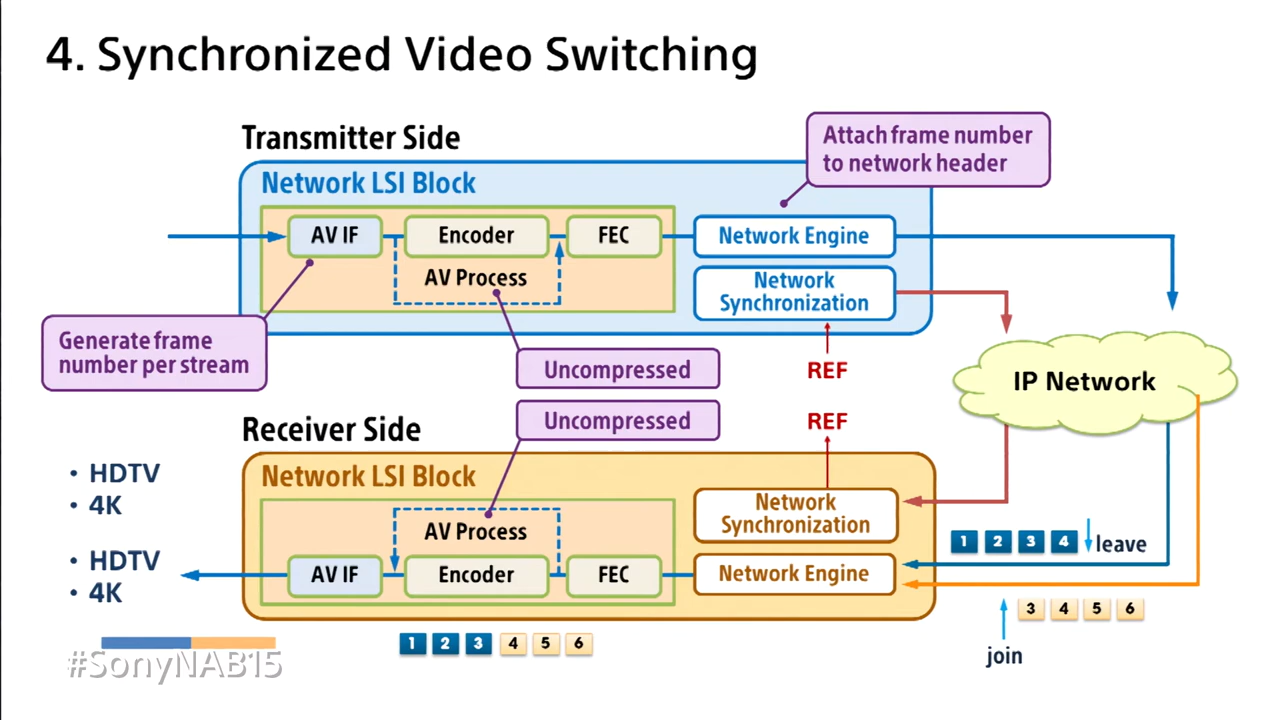 4. Synchronized Video Switching
Transmitter Side
Attach frame number
to network header
Network LSI Block
AV IF
Encoder
FEC
Network Engine
AV Process
Network
Synchronization
Generate frame
number per stream
Uncompressed
REF
IP Network
Uncompressed
REF
Receiver Side
Network LSI Block
• HDTV
• 4K
Network
Synchronization
AV Process
1 2 3 4 leave
• HDTV
• 4K
AV IF
Encoder
FEC
Network Engine
3 4 5 6
join
1 2 3 4 5 6
#SonyNAB15